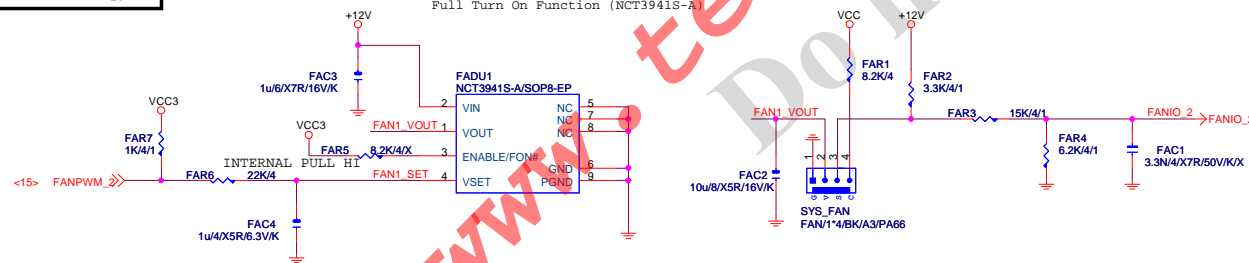 Full Turn On Function (NCT3941S-A)
+12V
FAC3
1u/6/X7R/16V/K
VCC3
FAR7
1K/4/1
VCC3
FAR5
8.2K/4/X
INTERNAL PULL HI
<15>
FANPWM_2
FAR6
22K/4
FAN1_SET
FAC4
1u/4/X5R/6.3V/K
FADU1
NCT3941S-A/SOP8-EP
FAN1_VOUT
2
VIN
1
VOUT
3
ENABLE/FON#
4
VSET
NC
5
NC
7
NC
8
GND
6
PGND
9
FAN1_VOUT
FAC2
10u/8/X5R/16V/K
VCC
FAR1
8.2K/4
+12V
FAR2
3.3K/4/1
FAR3
15K/4/1
FAR4
6.2K/4/1
FAC1
3.3N/4/X7R/50V/K/X
FANIO_2
FANIO_
1
2
3
4
G
V
S
C
SYS_FAN
FAN/1*4/BK/A3/PA66
www.te
Do